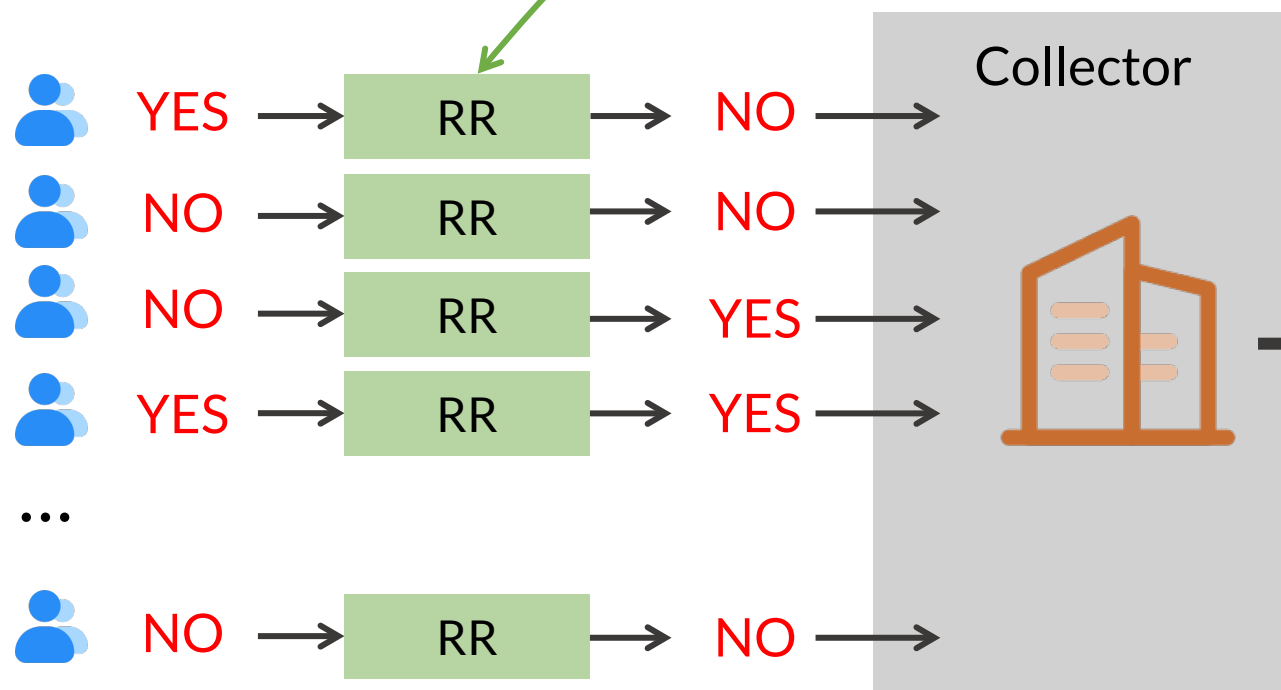 Collector
YES RR NO
NO RR NO
NO RR YES
YES RR YES
...
NO RR NO